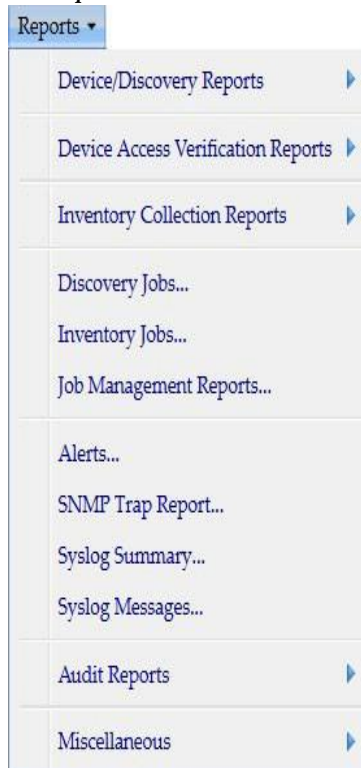 Reports
Device/Discovery Reports
Device Access Verification Reports
Inventory Collection Reports
Discovery Jobs...
Inventory Jobs...
Job Management Reports...
Alerts...
SNMP Trap Report...
Syslog Summary...
Syslog Messages...
Audit Reports
Miscellaneous